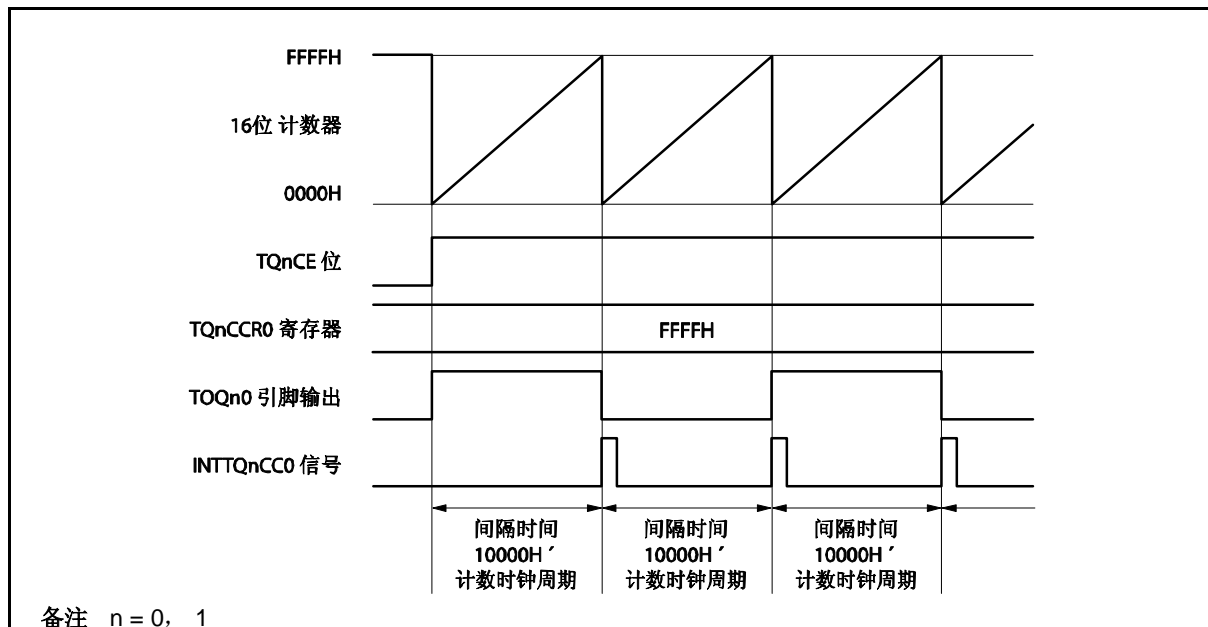 FFFFH
16位 计数器
0000H
TQnCE 位
TQnCCR0 寄存器
FFFFH
TOQn0 引脚输出
INTTQnCC0 信号
间隔时间
10000H ´
计数时钟周期
间隔时间
10000H ´
计数时钟周期
间隔时间
10000H ´
计数时钟周期
备注 n = 0， 1